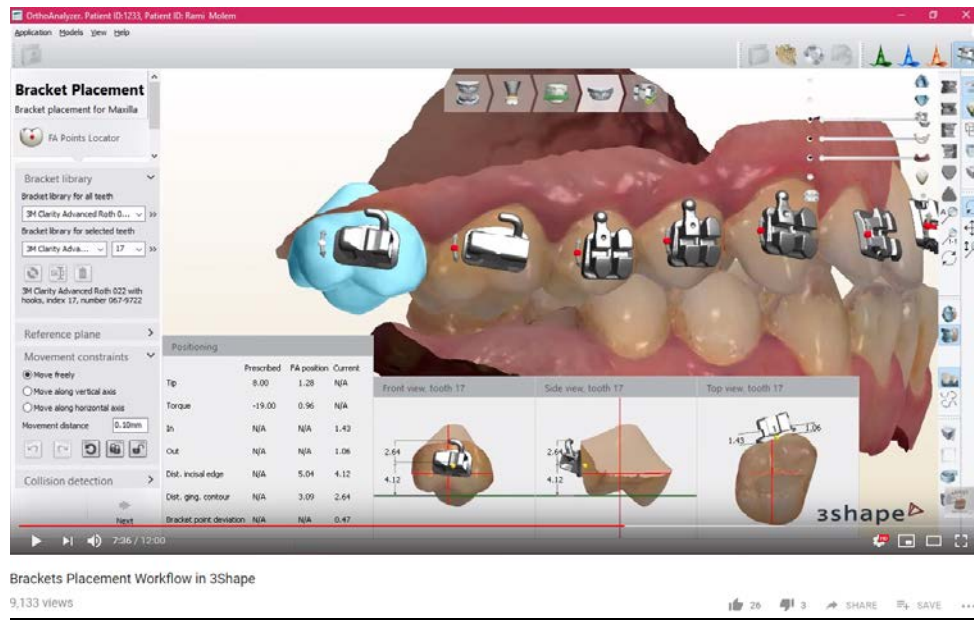 OrthoAnalyzer. Patient ID:1233, Patient ID: Rami Molem
Application Models View Help
Bracket Placement
Bracket placement for Maxilla
FA Points Locator
Bracket library
Bracket library for all teeth
3M Clarity Advanced Roth 0...
Bracket library for selected teeth
3M Clarity Adva... 17
3M Clarity Advanced Roth 022 with
hooks, index 17, number 067-9722
Reference plane
Movement constraints
Move freely
Move along vertical axis
Move along horizontal axis
Movement distance 0.10mm
Collision detection
Next
Positioning
Prescribed FA position Current
Tip 8.00 1.28 N/A
Torque -19.00 0.96 N/A
In N/A N/A 1.43
Out N/A N/A 1.06
Dist. incisal edge N/A 5.04 4.12
Dist. ging. contour N/A 3.09 2.64
Bracket point deviation N/A N/A 0.47
Front view, tooth 17
2.64
4.12
Side view, tooth 17
2.64
4.12
Top view, tooth 17
1.43 1.06
3shape
7:36 / 12:00
Brackets Placement Workflow in 3Shape
9,133 views
26 3 SHARE SAVE